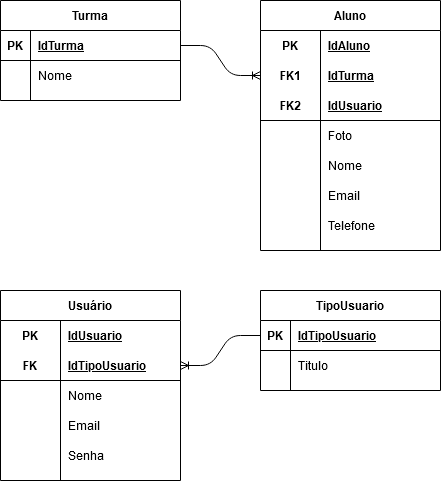 Turma
PK IdTurma
Nome
Aluno
PK IdAluno
FK1 IdTurma
FK2 IdUsuario
Foto
Nome
Email
Telefone
Usuário
PK IdUsuario
FK IdTipoUsuario
Nome
Email
Senha
TipoUsuario
PK IdTipoUsuario
Titulo